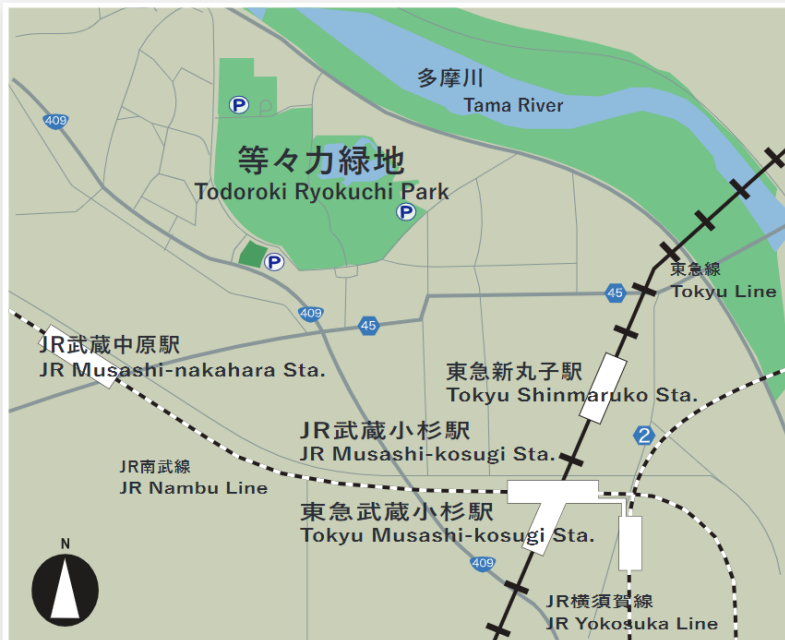 多摩川
Tama River
P
409
等々力緑地
Todoroki Ryokuchi Park
P
P
東急線
Tokyu Line
45
409
45
JR武蔵中原駅
JR Musashi-nakahara Sta.
東急新丸子駅
Tokyu Shinmaruko Sta.
JR武蔵小杉駅
JR Musashi-kosugi Sta.
2
JR南武線
JR Nambu Line
東急武蔵小杉駅
Tokyu Musashi-kosugi Sta.
N
409
JR横須賀線
JR Yokosuka Line